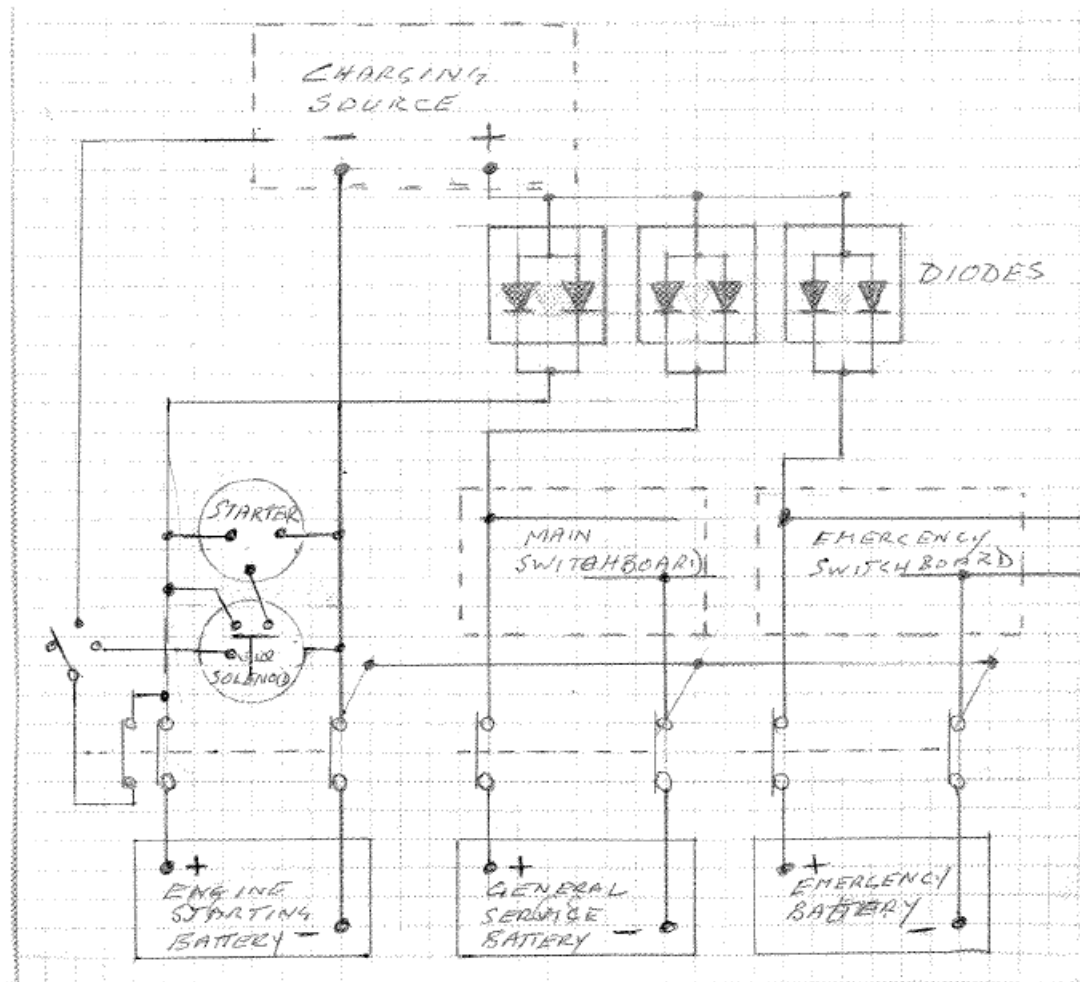 CHARGING
SOURCE
- +
DIODES
STARTER
MAIN
SWITCHBOARD
EMERGENCY
SWITCHBOARD
SOLENOID
+
ENGINE
STARTING
BATTERY -
+
GENERAL
SERVICE
BATTERY -
+
EMERGENCY
BATTERY -